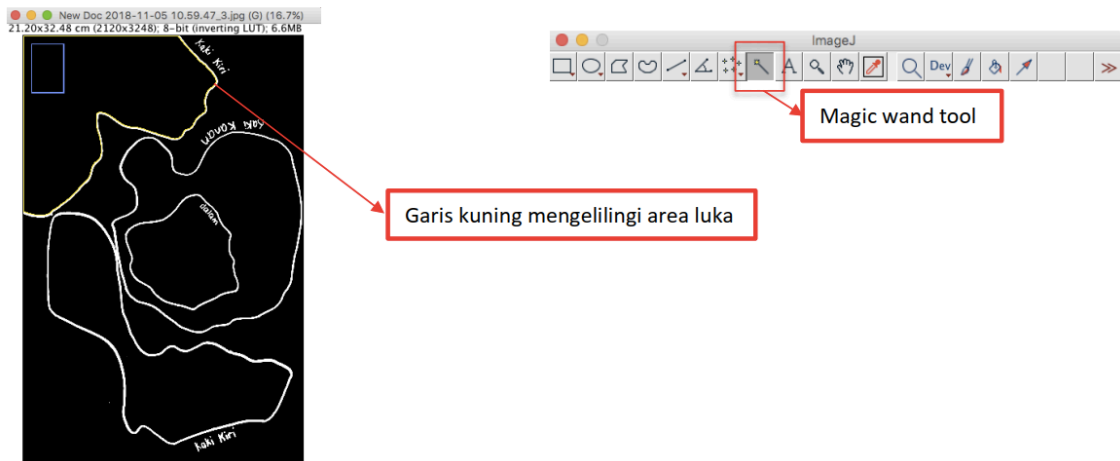 New Doc 2018-11-05 10.59.47_3.jpg (G) (16.7%)
21.20x32.48 cm (2120x3248); 8-bit (inverting LUT); 6.6MB
Kaki Kiri
Kaki Kanan
dalam
Kaki Kiri
ImageJ
A
Dev
Magic wand tool
Garis kuning mengelilingi area luka